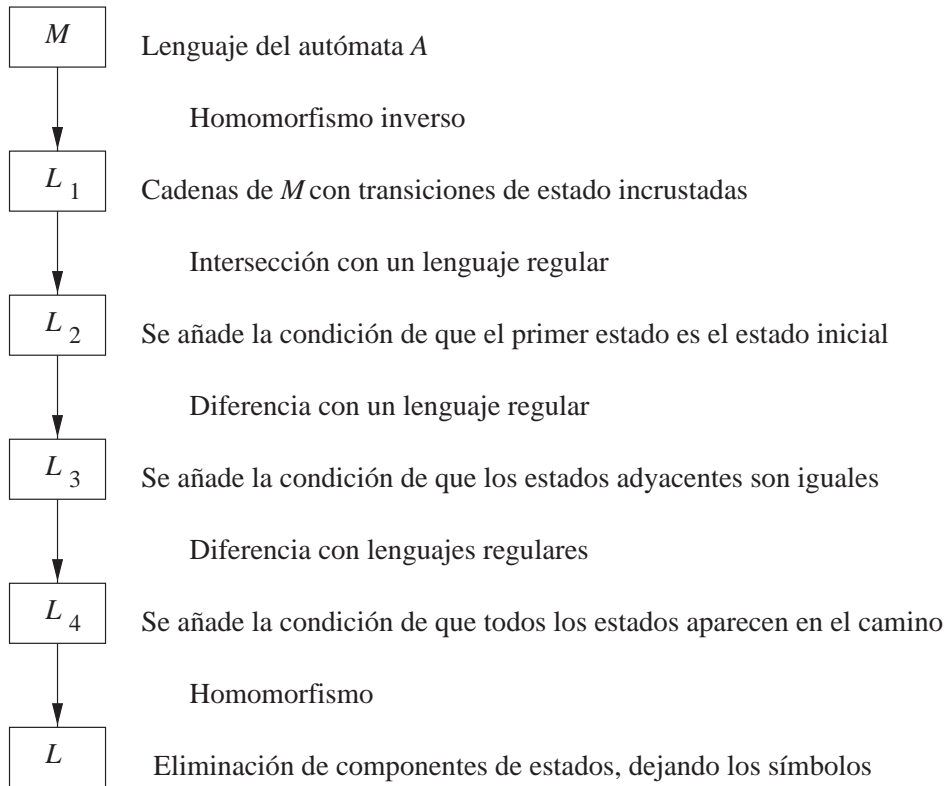 M
Lenguaje del autómata A
Homomorfismo inverso
L 1
Cadenas de M con transiciones de estado incrustadas
Intersección con un lenguaje regular
L 2
Se añade la condición de que el primer estado es el estado inicial
Diferencia con un lenguaje regular
L 3
Se añade la condición de que los estados adyacentes son iguales
Diferencia con lenguajes regulares
L 4
Se añade la condición de que todos los estados aparecen en el camino
Homomorfismo
L
Eliminación de componentes de estados, dejando los símbolos